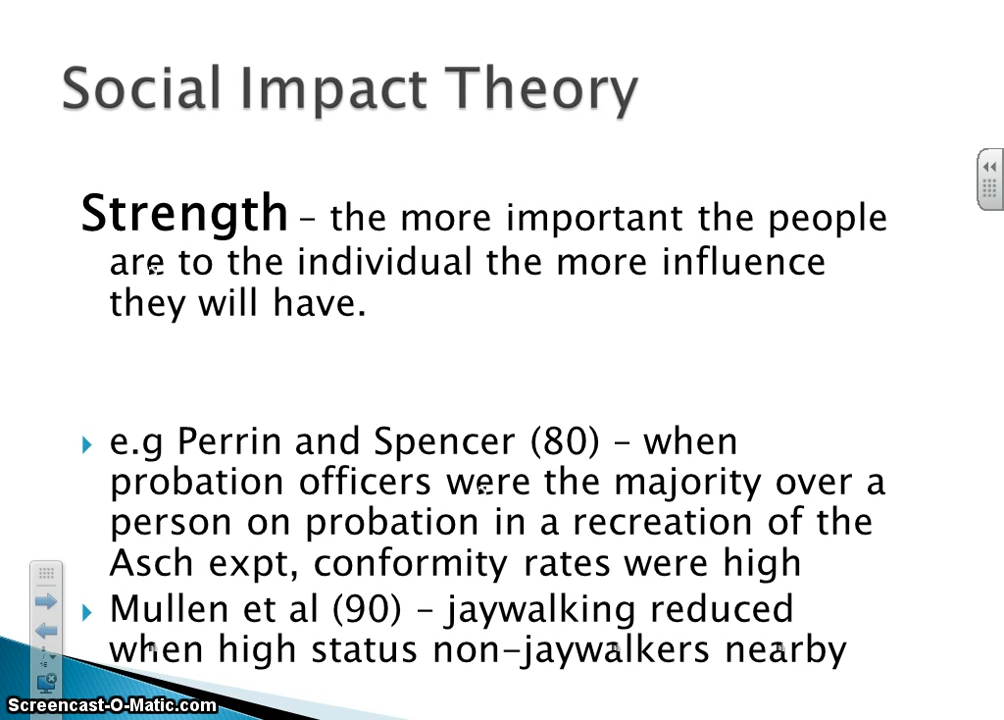 Social Impact Theory
Strength – the more important the people
are to the individual the more influence
they will have.
e.g Perrin and Spencer (80) – when
probation officers were the majority over a
person on probation in a recreation of the
Asch expt, conformity rates were high
Mullen et al (90) – jaywalking reduced
when high status non-jaywalkers nearby
Screencast-O-Matic.com